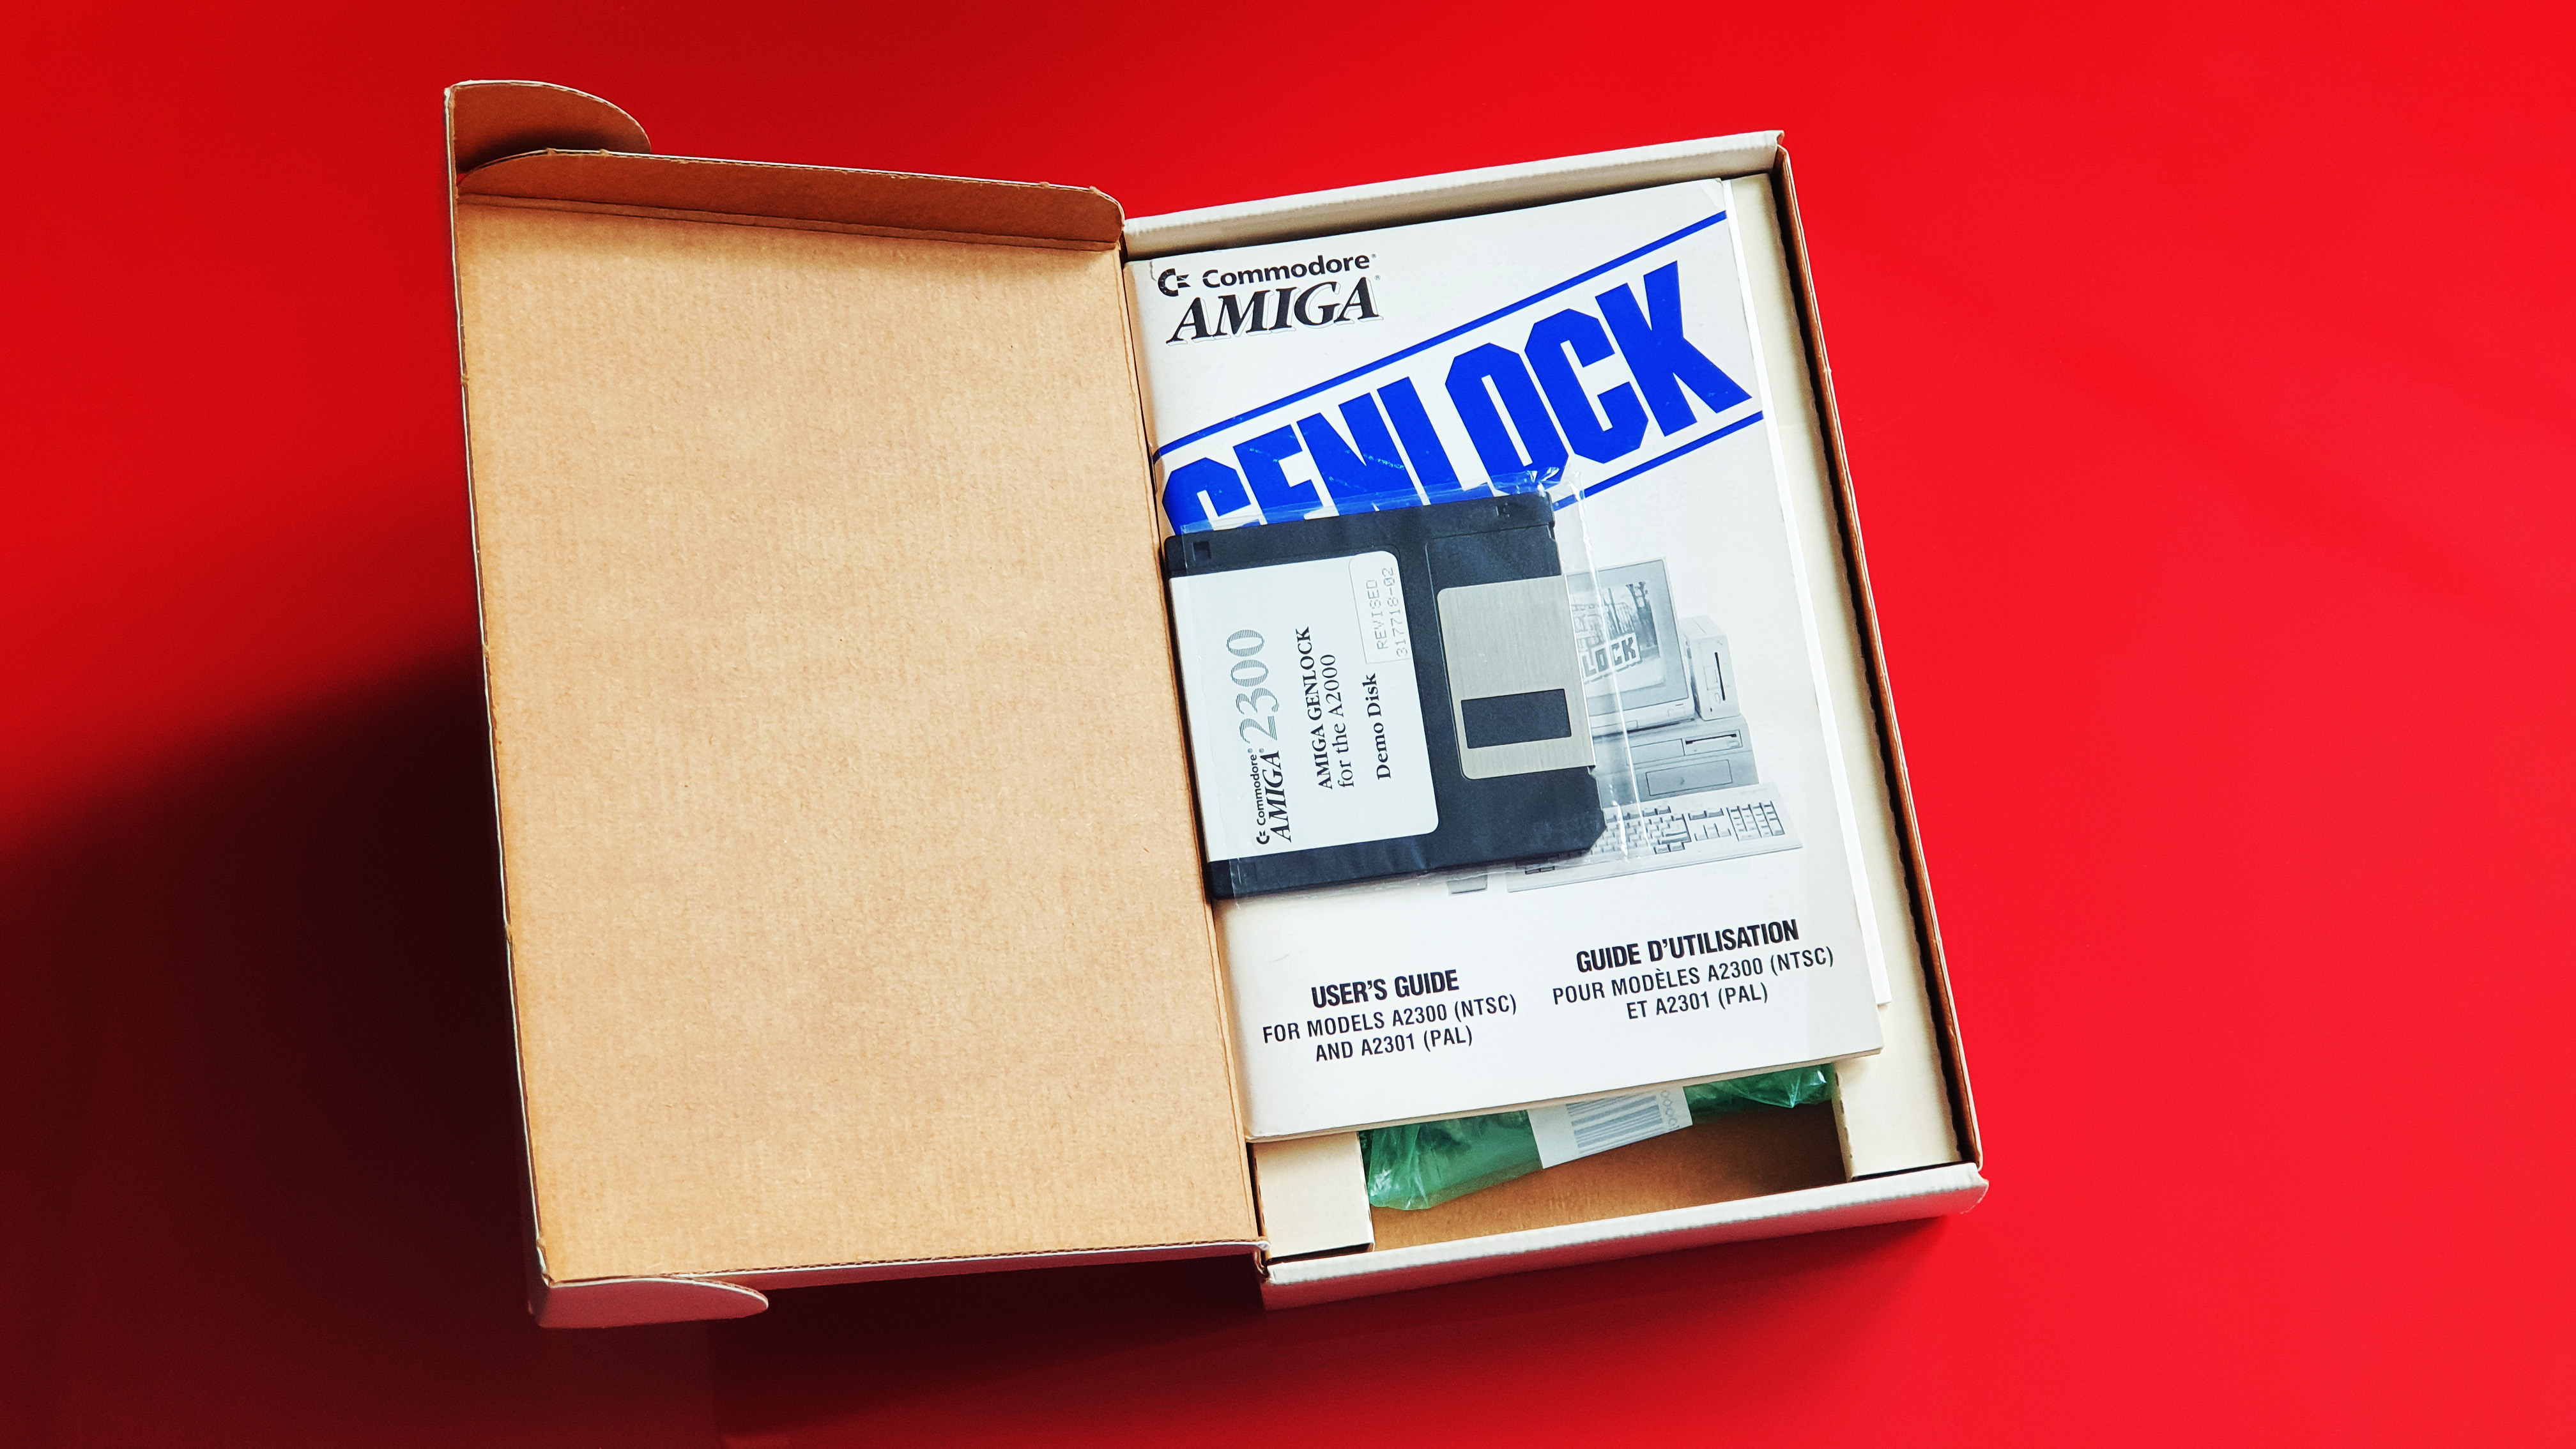 Commodore®
AMIGA®
GENLOCK
LOCK
Commodore®
AMIGA® 2300
AMIGA GENLOCK
for the A2000
Demo Disk
REVISED
317718-02
USER'S GUIDE
FOR MODELS A2300 (NTSC)
AND A2301 (PAL)
GUIDE D'UTILISATION
POUR MODÈLES A2300 (NTSC)
ET A2301 (PAL)